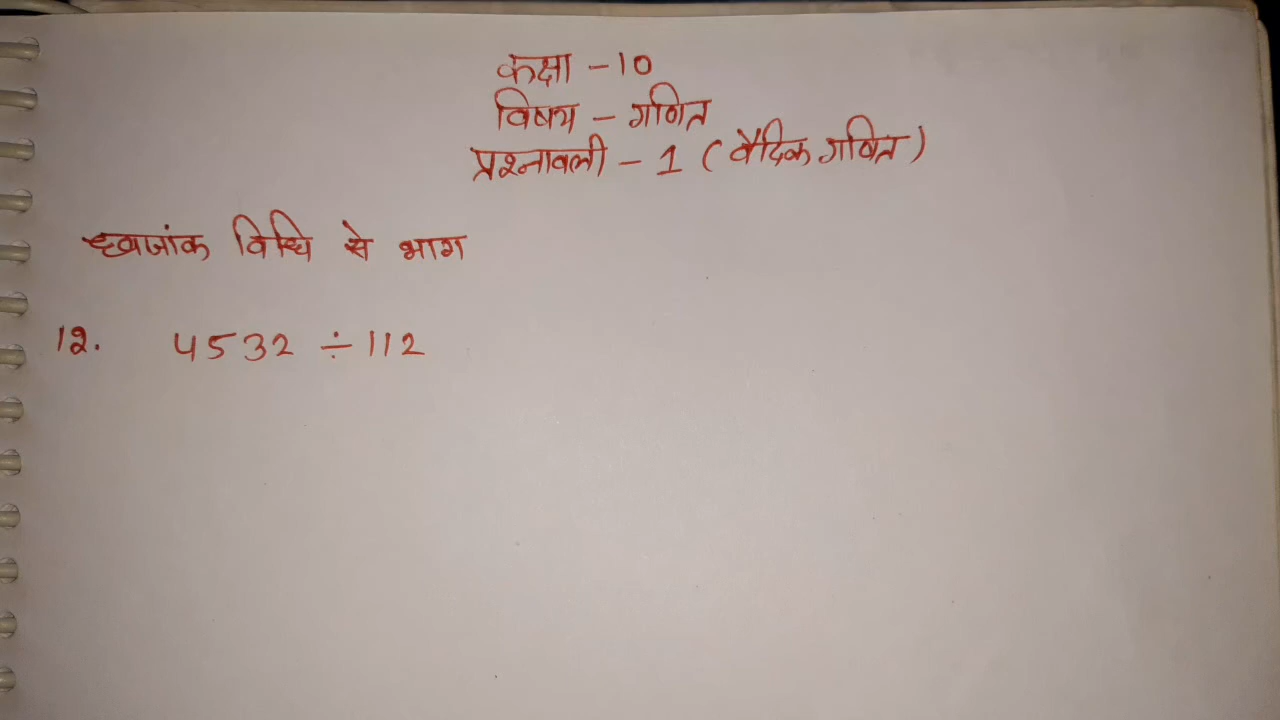 कक्षा - 10
विषय - गणित
प्रश्नावली - 1 (वैदिक गणित)
ध्वजांक विधि से भाग
12. 4532 ÷ 112